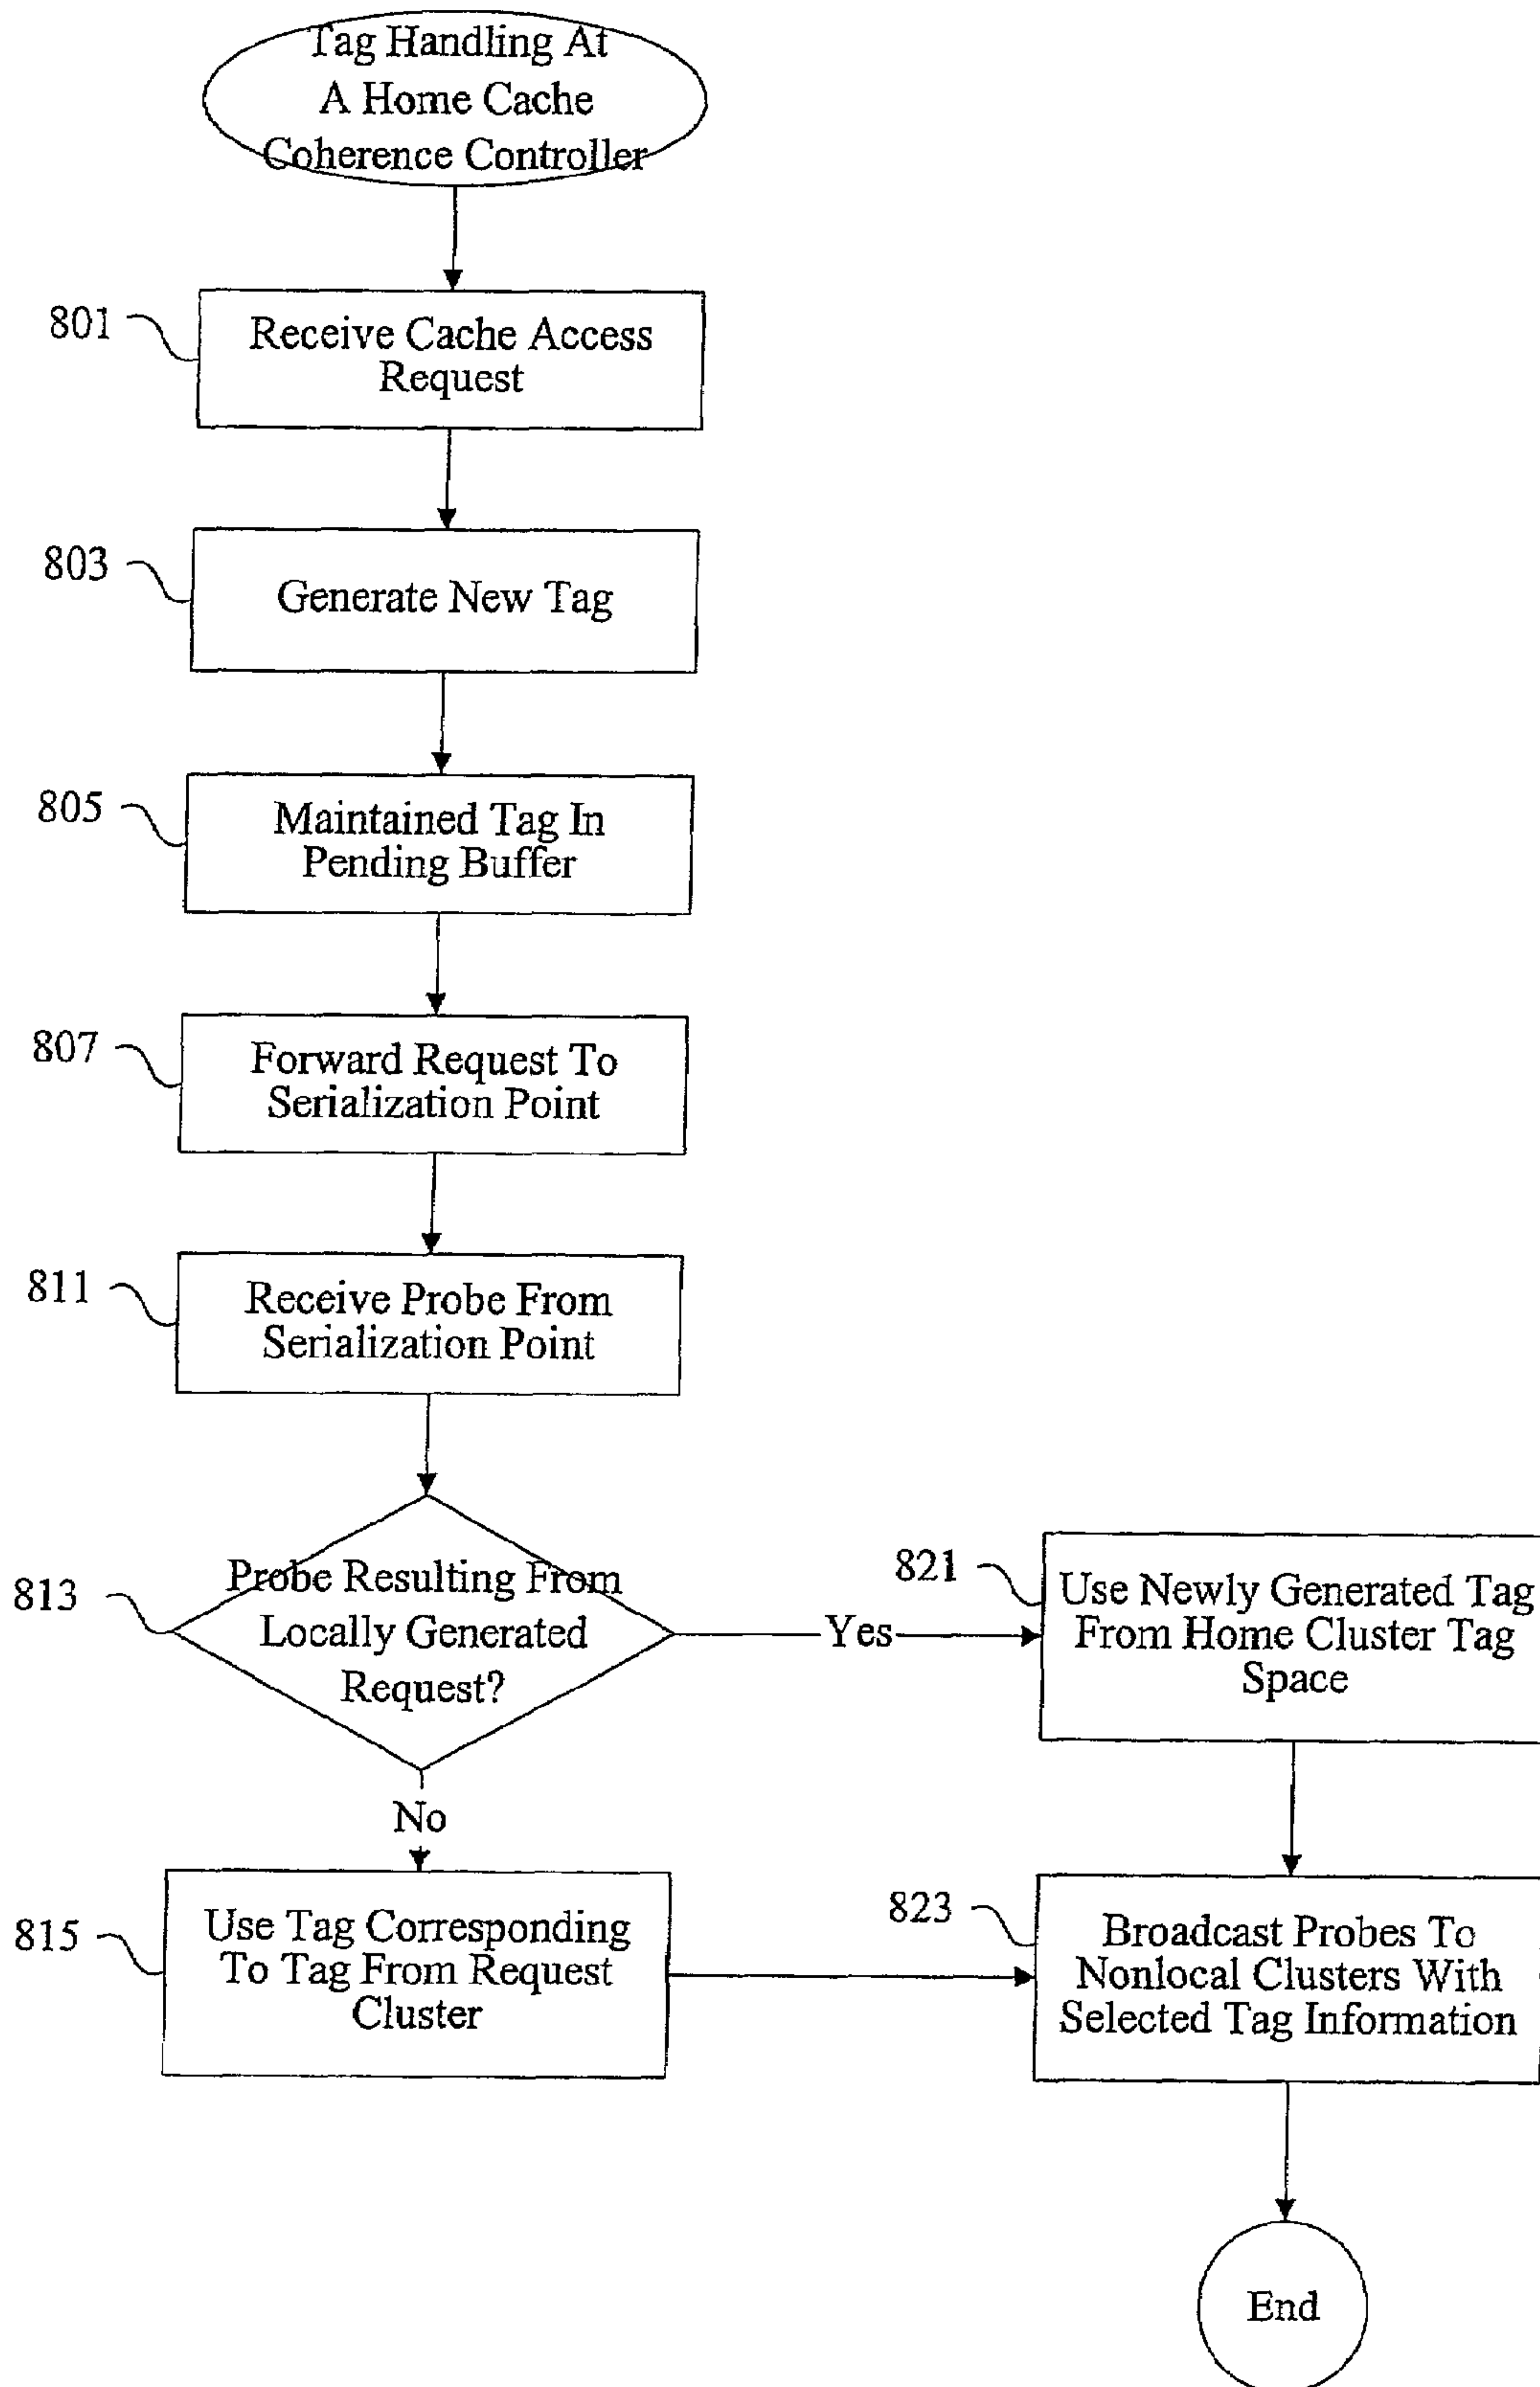 Tag Handling At
A Home Cache
Coherence Controller
801
Receive Cache Access
Request
803
Generate New Tag
805
Maintained Tag In
Pending Buffer
807
Forward Request To
Serialization Point
811
Receive Probe From
Serialization Point
813
Probe Resulting From
Locally Generated
Request?
Yes
821
Use Newly Generated Tag
From Home Cluster Tag
Space
No
815
Use Tag Corresponding
To Tag From Request
Cluster
823
Broadcast Probes To
Nonlocal Clusters With
Selected Tag Information
End